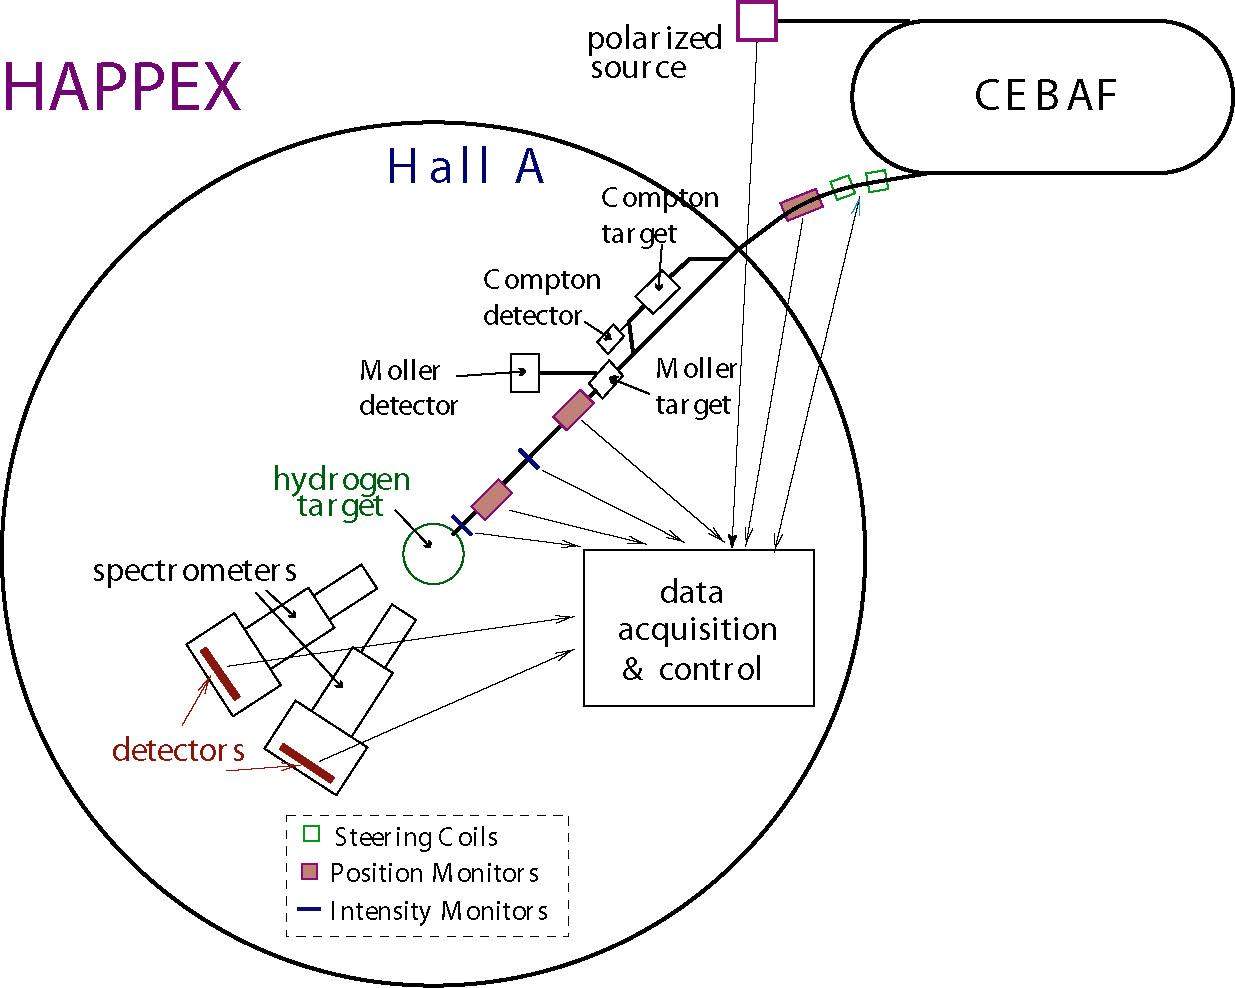 polarized
source
CEBAF
HAPPEX
Hall A
Compton
target
Compton
detector
Moller
detector
Moller
target
hydrogen
target
spectrometers
data
acquisition
& control
detectors
Steering Coils
Position Monitors
Intensity Monitors